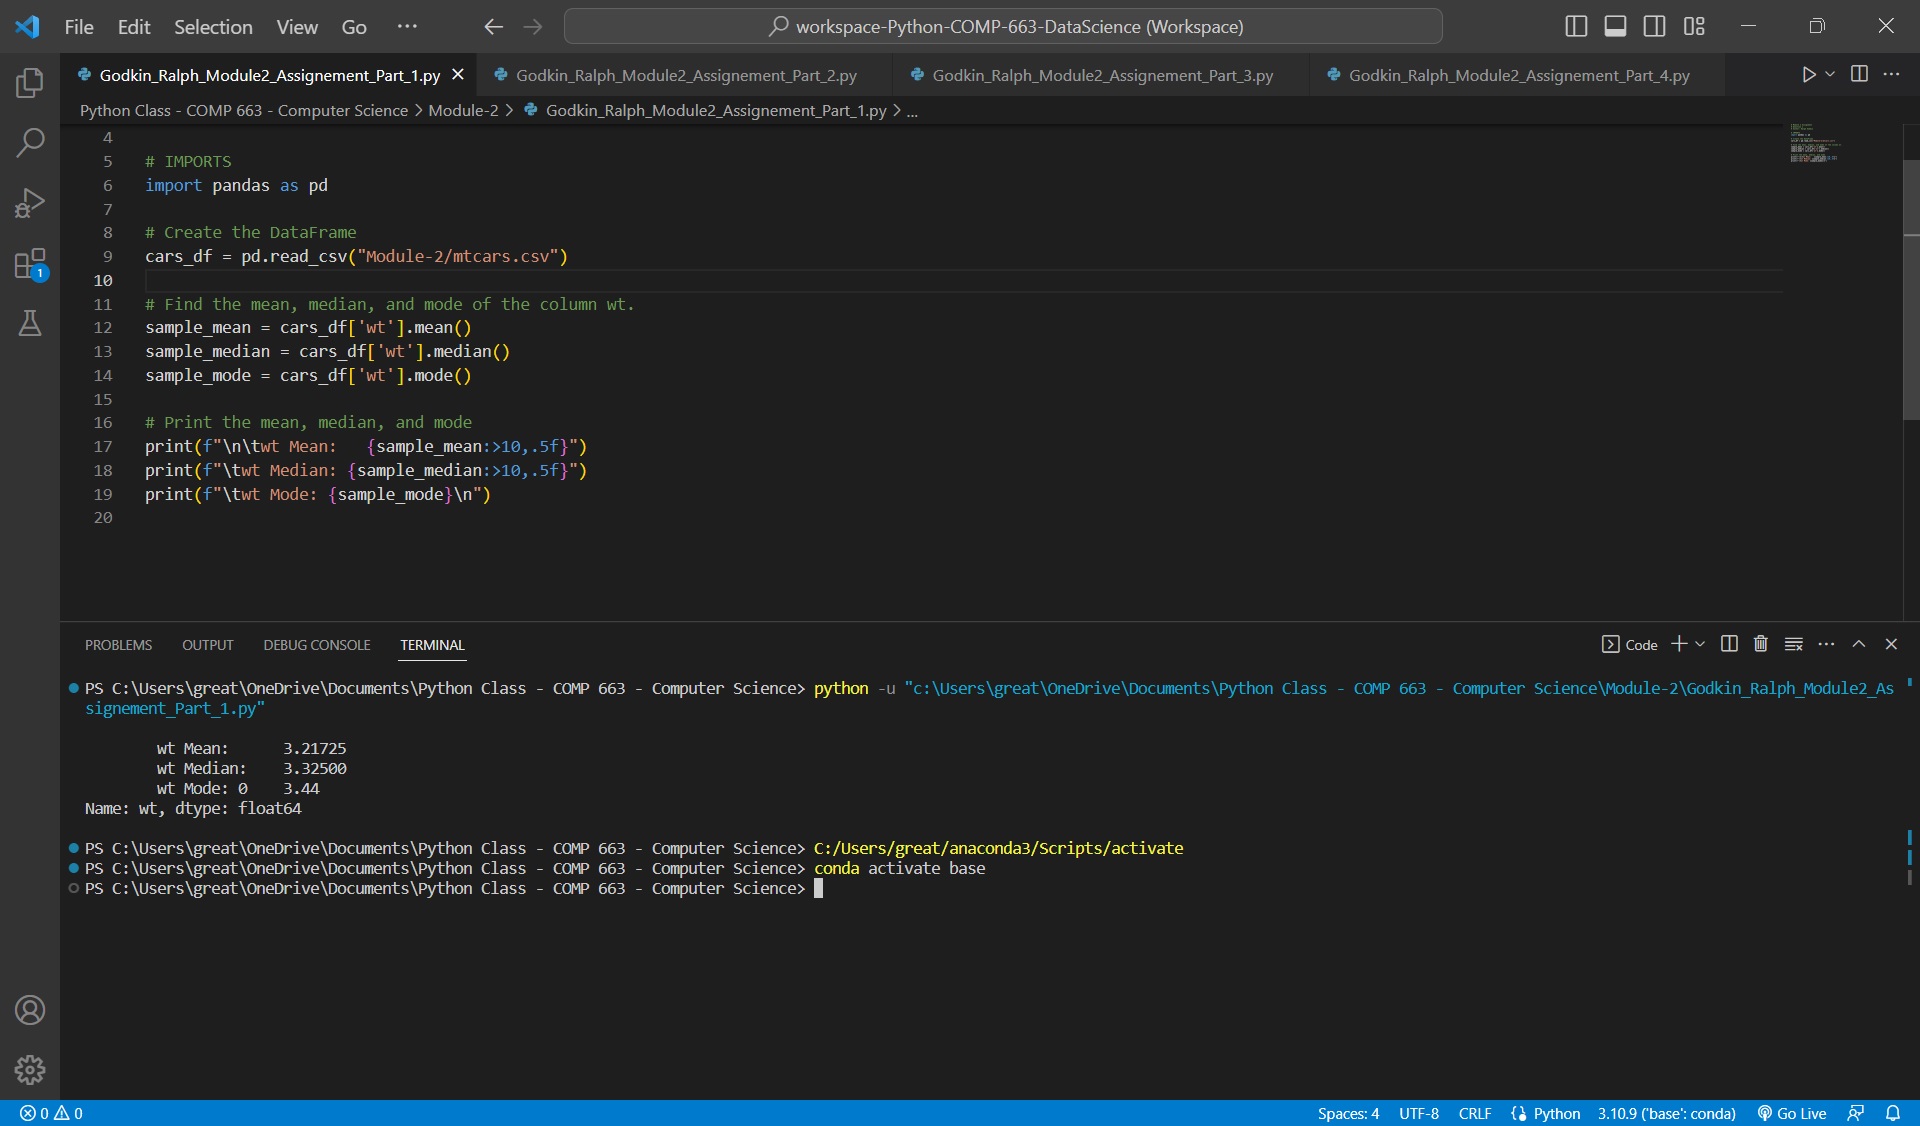 File Edit Selection View Go ··· workspace-Python-COMP-663-DataScience (Workspace)
Godkin_Ralph_Module2_Assignement_Part_1.py Godkin_Ralph_Module2_Assignement_Part_2.py Godkin_Ralph_Module2_Assignement_Part_3.py Godkin_Ralph_Module2_Assignement_Part_4.py
Python Class - COMP 663 - Computer Science > Module-2 > Godkin_Ralph_Module2_Assignement_Part_1.py > ...
4
5 # IMPORTS
6 import pandas as pd
7
8 # Create the DataFrame
9 cars_df = pd.read_csv("Module-2/mtcars.csv")
10
11 # Find the mean, median, and mode of the column wt.
12 sample_mean = cars_df['wt'].mean()
13 sample_median = cars_df['wt'].median()
14 sample_mode = cars_df['wt'].mode()
15
16 # Print the mean, median, and mode
17 print(f"\n\twt Mean:   {sample_mean:>10,.5f}")
18 print(f"\twt Median: {sample_median:>10,.5f}")
19 print(f"\twt Mode: {sample_mode}\n")
20
PROBLEMS OUTPUT DEBUG CONSOLE TERMINAL Code
PS C:\Users\great\OneDrive\Documents\Python Class - COMP 663 - Computer Science> python -u "c:\Users\great\OneDrive\Documents\Python Class - COMP 663 - Computer Science\Module-2\Godkin_Ralph_Module2_As
signement_Part_1.py"
wt Mean:      3.21725
wt Median:    3.32500
wt Mode: 0    3.44
Name: wt, dtype: float64
PS C:\Users\great\OneDrive\Documents\Python Class - COMP 663 - Computer Science> C:/Users/great/anaconda3/Scripts/activate
PS C:\Users\great\OneDrive\Documents\Python Class - COMP 663 - Computer Science> conda activate base
PS C:\Users\great\OneDrive\Documents\Python Class - COMP 663 - Computer Science>
1
0 0 Spaces: 4 UTF-8 CRLF Python 3.10.9 ('base': conda) Go Live